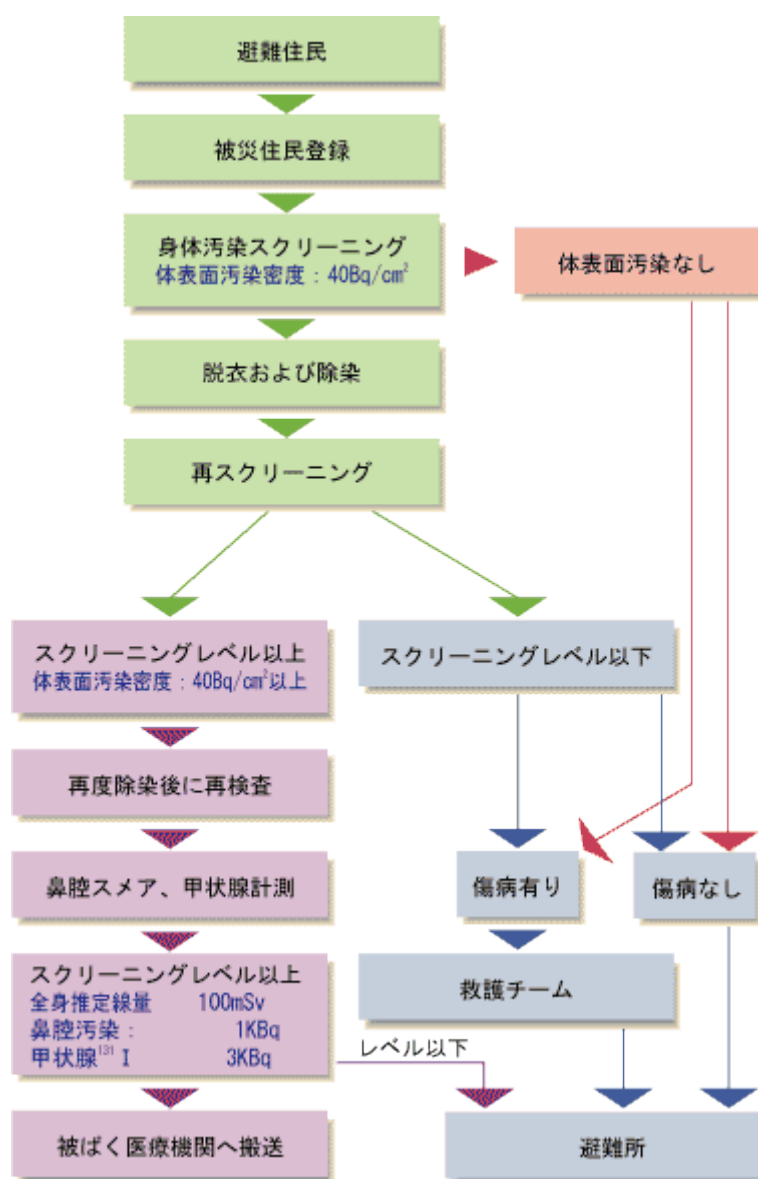 避難住民
被災住民登録
身体汚染スクリーニング
体表面汚染密度：40Bq/cm²
体表面汚染なし
脱衣および除染
再スクリーニング
スクリーニングレベル以上
体表面汚染密度：40Bq/cm²以上
スクリーニングレベル以下
再度除染後に再検査
鼻腔スメア、甲状腺計測
傷病有り
傷病なし
スクリーニングレベル以上
全身推定線量 100mSv
鼻腔汚染： 1KBq
甲状腺¹³¹I 3KBq
救護チーム
レベル以下
被ばく医療機関へ搬送
避難所